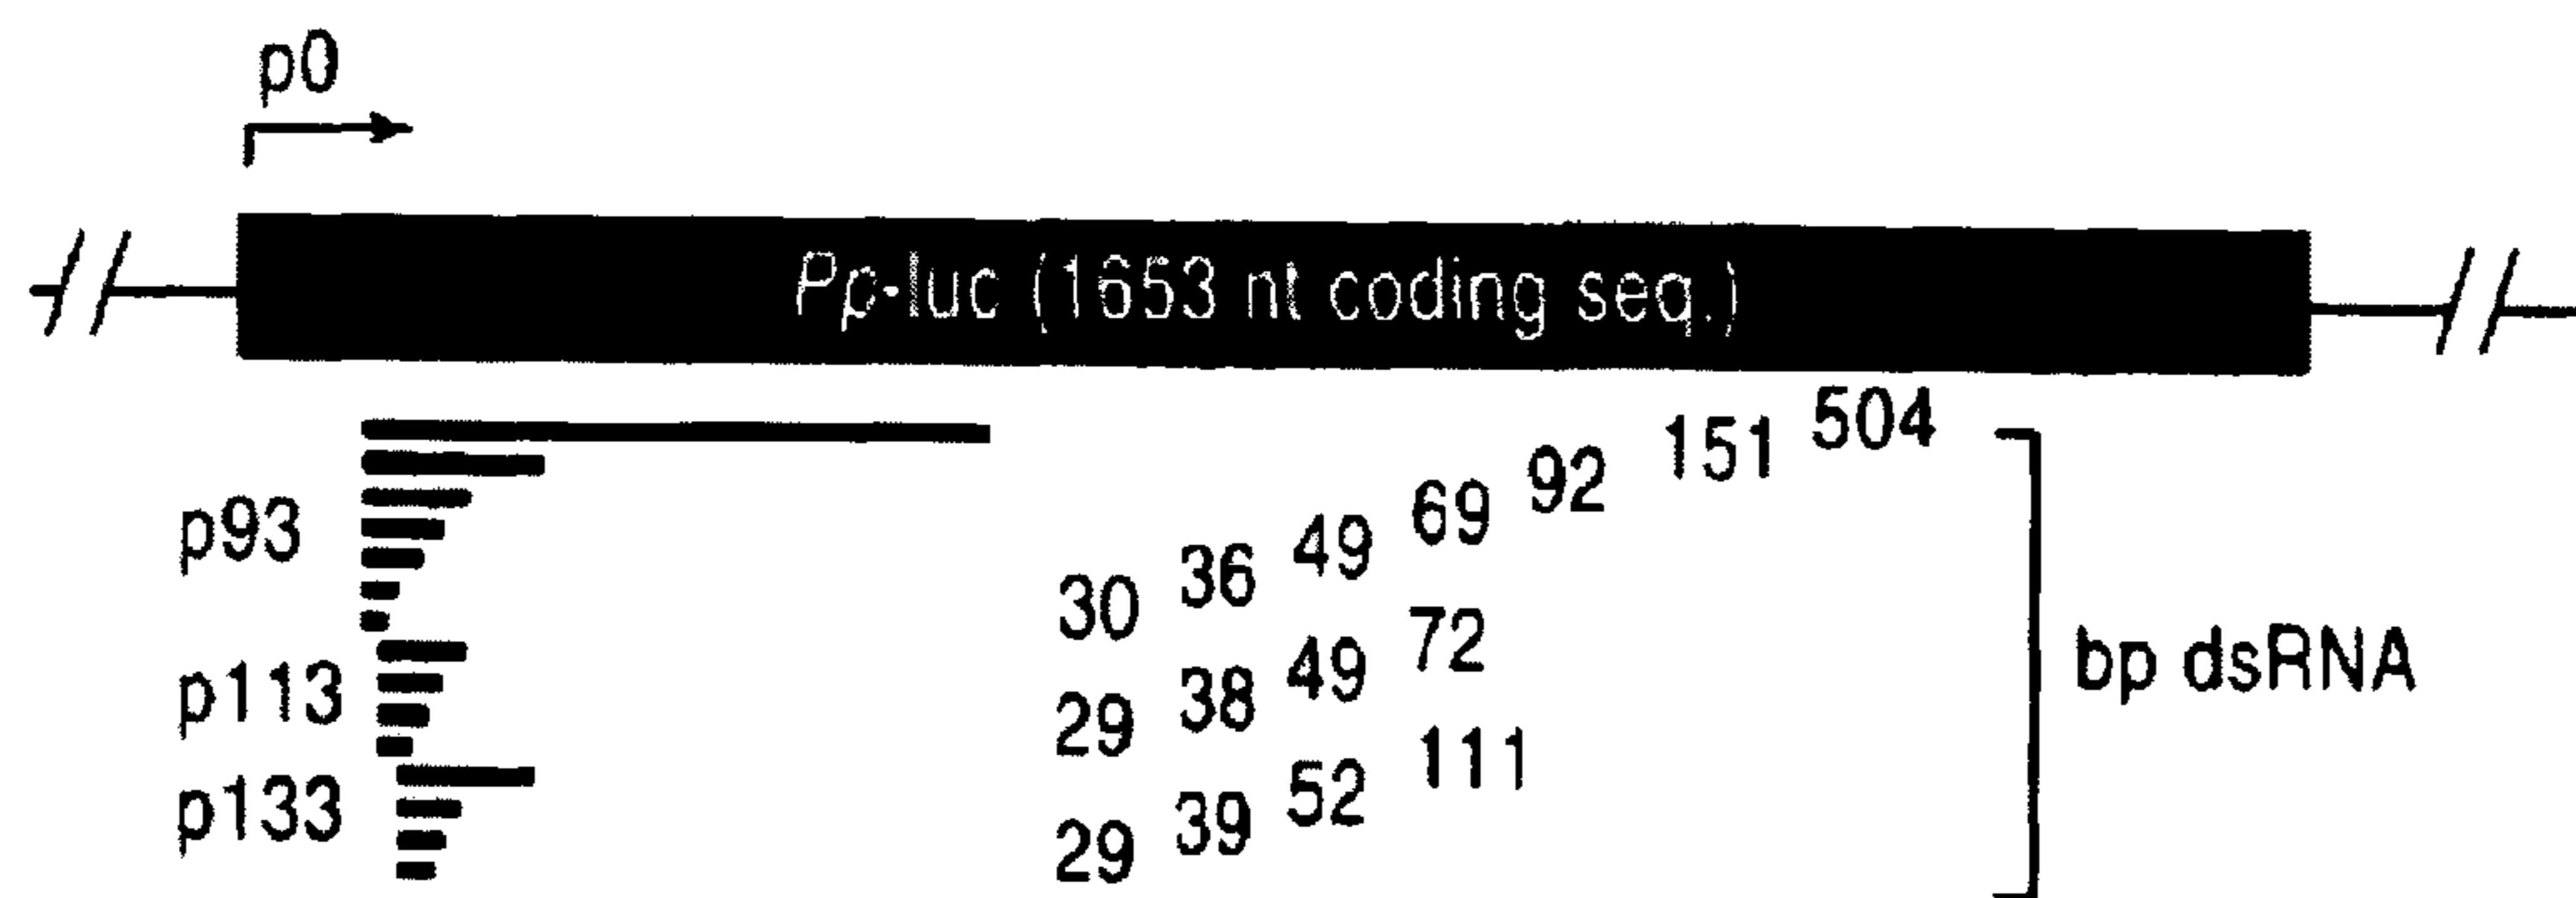 p0
Pp-luc (1653 nt coding seq.)
504
151
92
69
p93
49
36
30
72
bp dsRNA
49
p113
38
29
111
52
p133
39
29